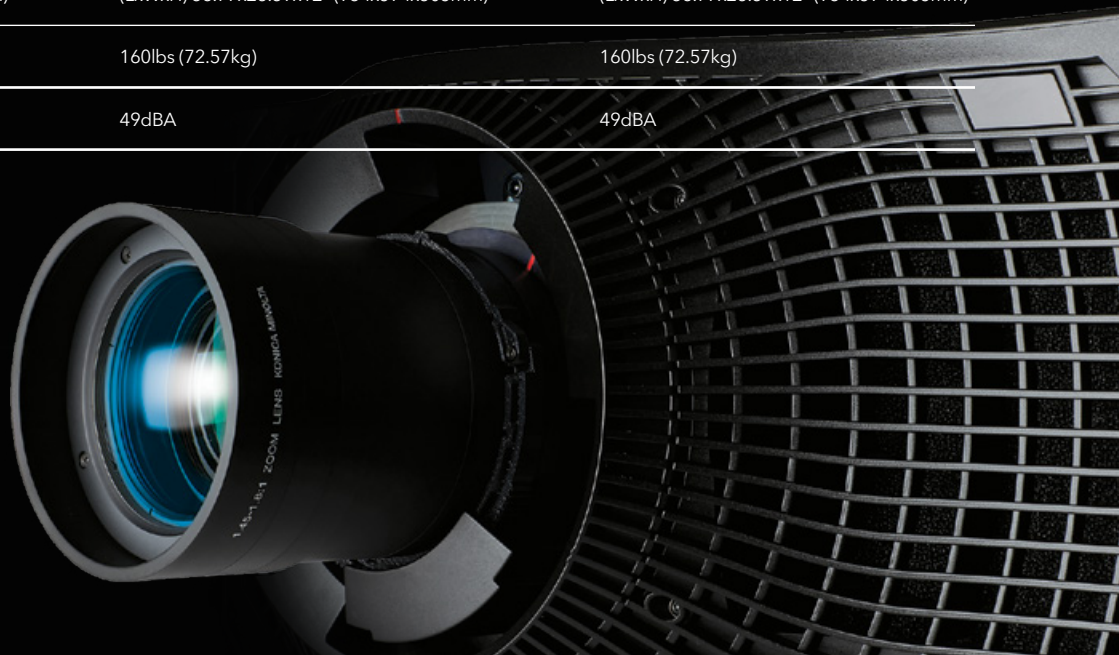 160lbs (72.57kg) 160lbs (72.57kg)
49dBA 49dBA
1.45-1.8:1 ZOOM LENS KONICA MINOLTA